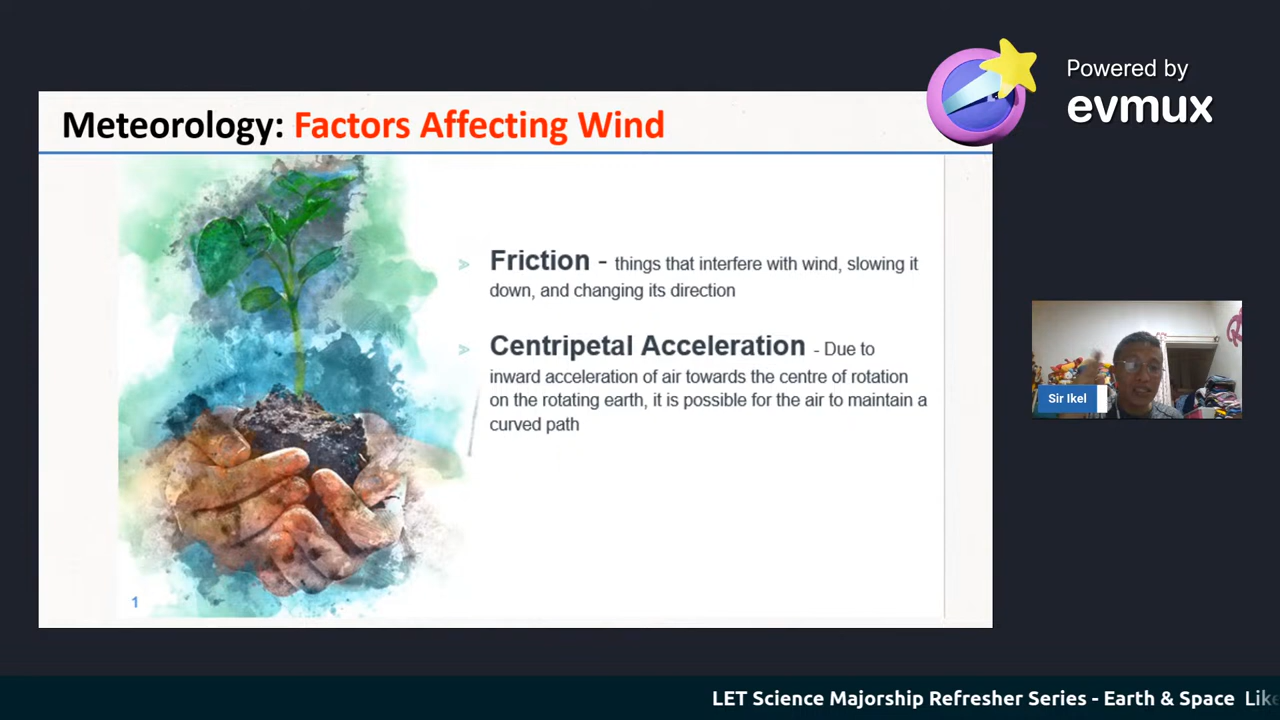 Powered by
evmux
Meteorology: Factors Affecting Wind
Friction - things that interfere with wind, slowing it
down, and changing its direction
Centripetal Acceleration - Due to
inward acceleration of air towards the centre of rotation
on the rotating earth, it is possible for the air to maintain a
curved path
Sir Ikel
1
LET Science Majorship Refresher Series - Earth & Space Like